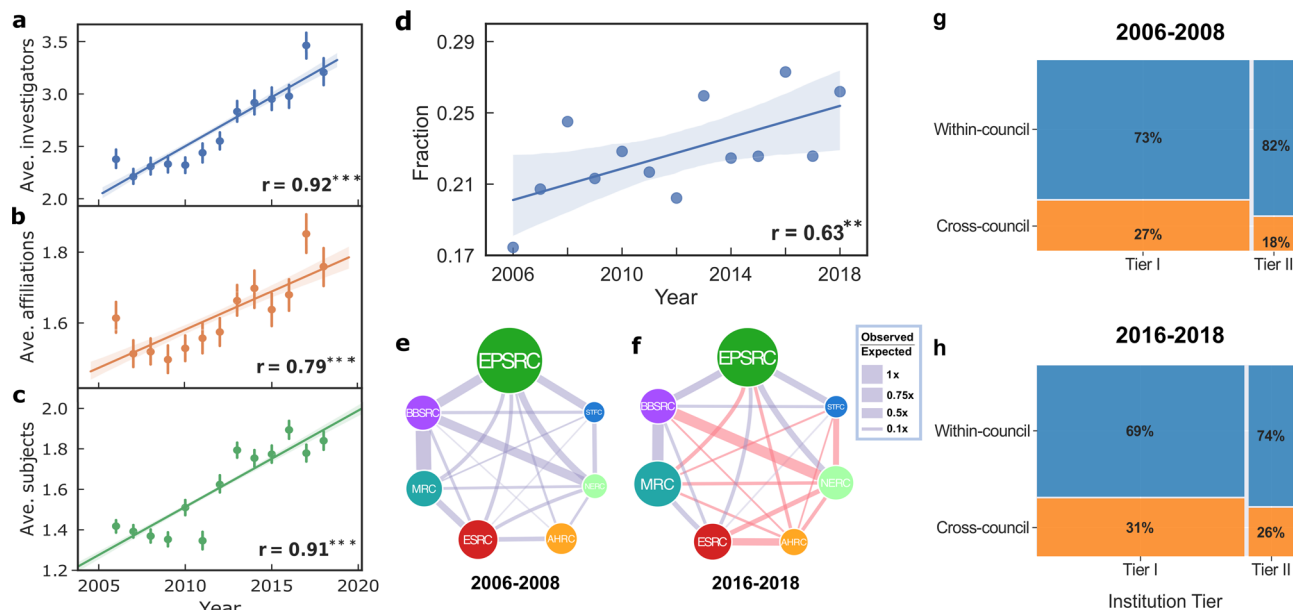 a
Ave. investigators
3.5
3.0
2.5
2.0
r = 0.92***
b
Ave. affiliations
1.8
1.6
r = 0.79***
c
Ave. subjects
2.0
1.8
1.6
1.4
1.2
r = 0.91***
2005
2010
2015
2020
Year
d
Fraction
0.29
0.25
0.21
0.17
r = 0.63**
2006
2010
2014
2018
Year
e
EPSRC
BBSRC
STFC
MRC
NERC
ESRC
AHRC
2006-2008
f
EPSRC
BBSRC
STFC
MRC
NERC
ESRC
AHRC
2016-2018
Observed
Expected
1x
0.75x
0.5x
0.1x
g
2006-2008
Within-council
73%
82%
Cross-council
27%
18%
Tier I
Tier II
h
2016-2018
Within-council
69%
74%
Cross-council
31%
26%
Tier I
Tier II
Institution Tier